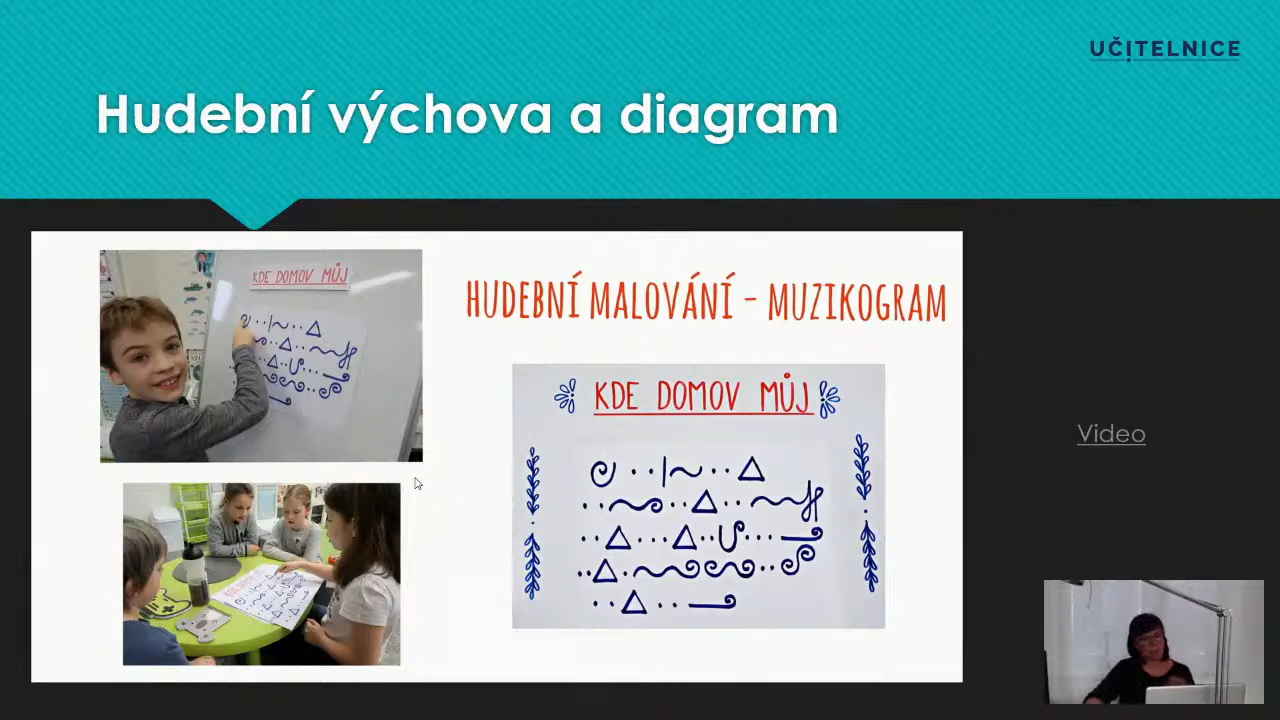 UČITELNICE
Hudební výchova a diagram
KDE DOMOV MŮJ
HUDEBNÍ MALOVÁNÍ - MUZIKOGRAM
KDE DOMOV MŮJ
Video